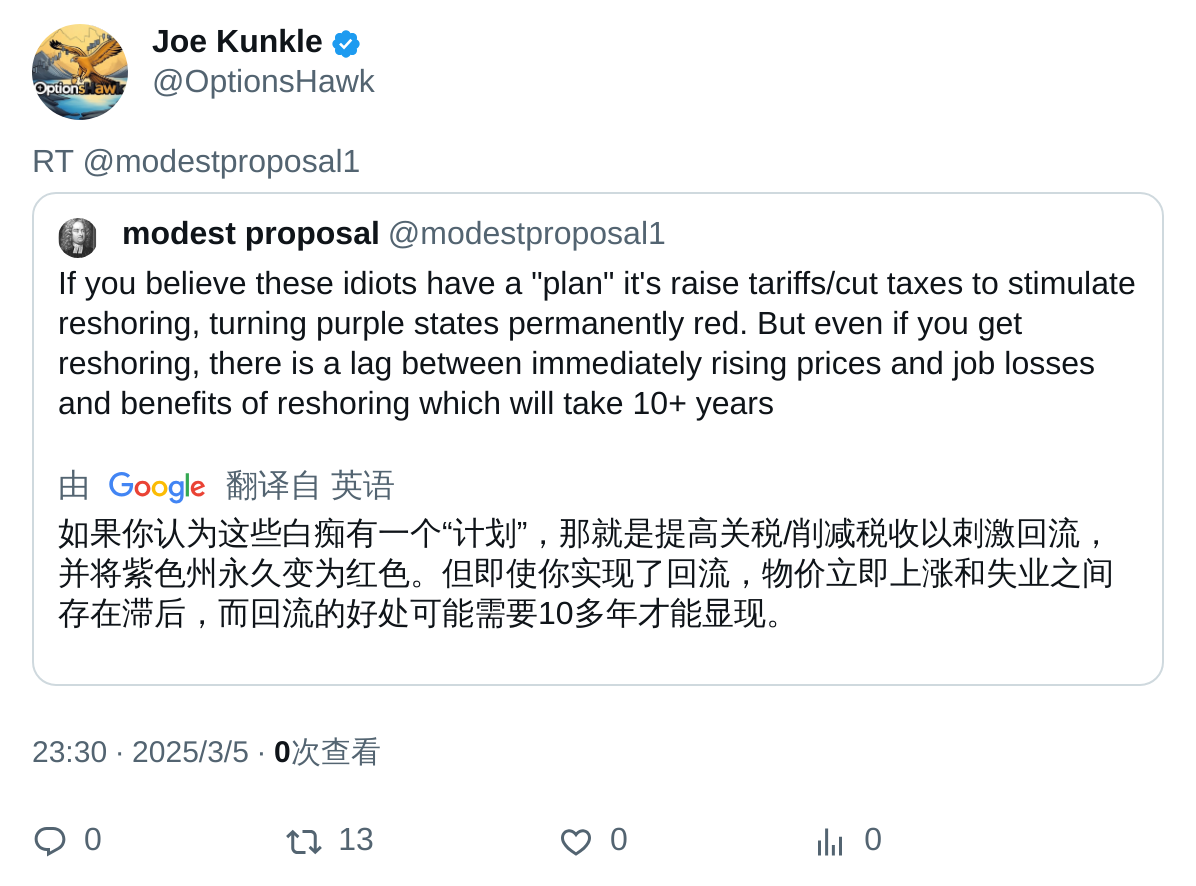 Joe Kunkle
@OptionsHawk
OptionsHawk
RT @modestproposal1
modest proposal @modestproposal1
If you believe these idiots have a "plan" it's raise tariffs/cut taxes to stimulate
reshoring, turning purple states permanently red. But even if you get
reshoring, there is a lag between immediately rising prices and job losses
and benefits of reshoring which will take 10+ years
由 Google 翻译自 英语
如果你认为这些白痴有一个“计划”，那就是提高关税/削减税收以刺激回流，
并将紫色州永久变为红色。但即使你实现了回流，物价立即上涨和失业之间
存在滞后，而回流的好处可能需要10多年才能显现。
23:30 · 2025/3/5 · 0次查看
0 13 0 0